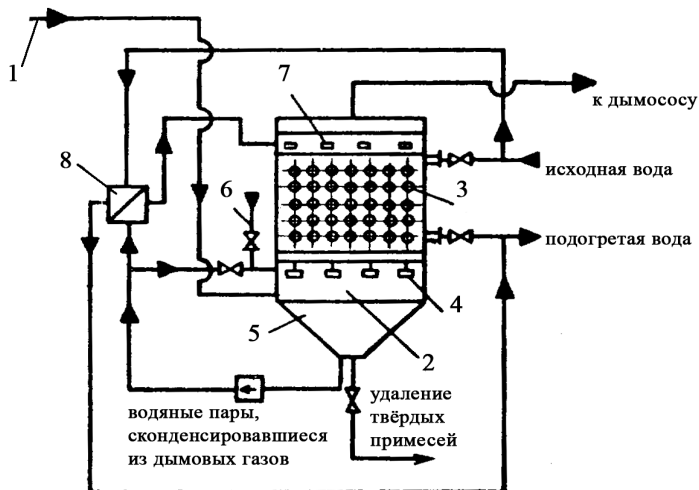 1
7
к дымососу
8
исходная вода
3
6
подогретая вода
4
5
2
водяные пары,
сконденсировавшиеся
из дымовых газов
удаление
твёрдых
примесей